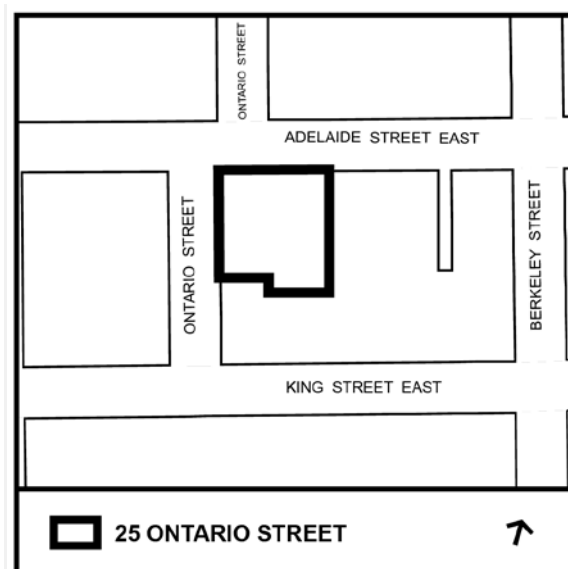 ONTARIO STREET
ADELAIDE STREET EAST
ONTARIO STREET
BERKELEY STREET
KING STREET EAST
25 ONTARIO STREET